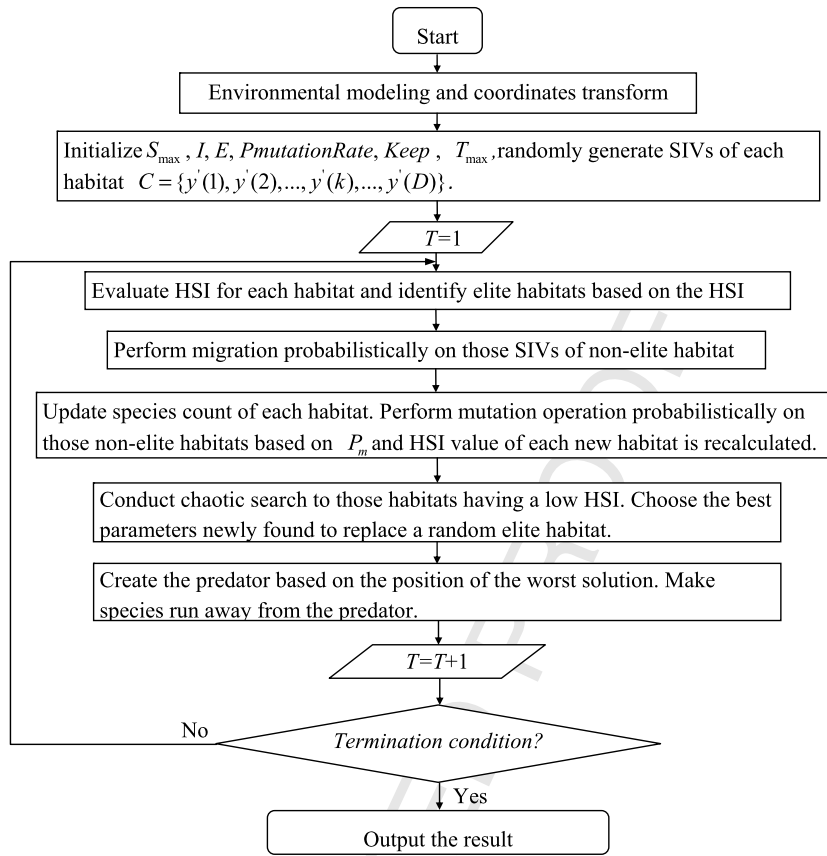 Start
Environmental modeling and coordinates transform
Initialize S_max , I, E, PmutationRate, Keep , T_max ,randomly generate SIVs of each
habitat C = {y'(1), y'(2),..., y'(k),..., y'(D)} .
T=1
Evaluate HSI for each habitat and identify elite habitats based on the HSI
Perform migration probabilistically on those SIVs of non-elite habitat
Update species count of each habitat. Perform mutation operation probabilistically on
those non-elite habitats based on P_m and HSI value of each new habitat is recalculated.
Conduct chaotic search to those habitats having a low HSI. Choose the best
parameters newly found to replace a random elite habitat.
Create the predator based on the position of the worst solution. Make
species run away from the predator.
T=T+1
No
Termination condition?
Yes
Output the result